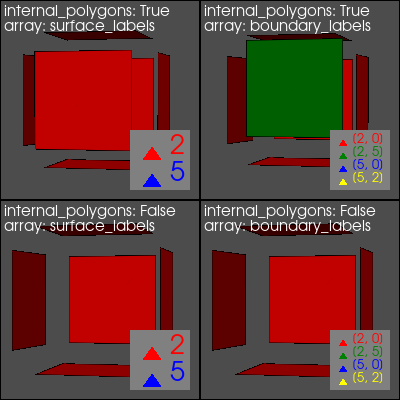 internal_polygons: True
array: surface_labels
2
5
internal_polygons: True
array: boundary_labels
(2, 0)
(2, 5)
(5, 0)
(5, 2)
internal_polygons: False
array: surface_labels
2
5
internal_polygons: False
array: boundary_labels
(2, 0)
(2, 5)
(5, 0)
(5, 2)